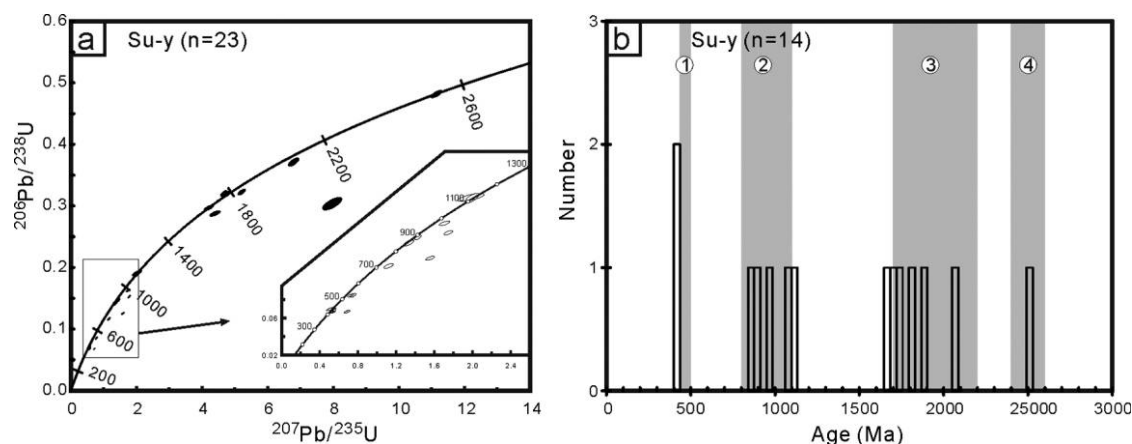 a Su-y (n=23)
0.6
0.5
0.4
0.3
0.2
0.1
0.0
206Pb/238U
200
600
1000
1400
1800
2200
2600
0 2 4 6 8 10 12 14
207Pb/235U
0.06
0.02
300
500
700
900
1100
1300
0.0 0.4 0.8 1.2 1.6 2.0 2.4
b Su-y (n=14)
① ② ③ ④
3
2
1
0
Number
0 500 1000 1500 2000 25000 3000
Age (Ma)